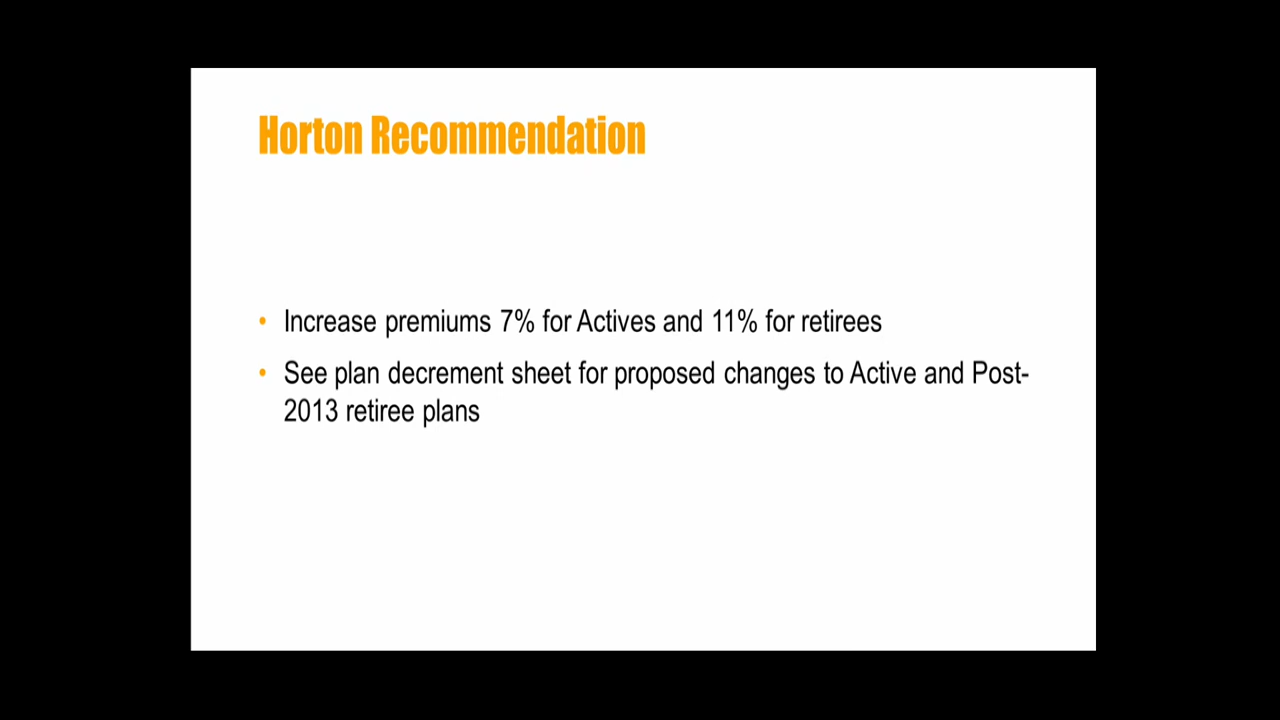 Horton Recommendation
• Increase premiums 7% for Actives and 11% for retirees
• See plan decrement sheet for proposed changes to Active and Post-
2013 retiree plans